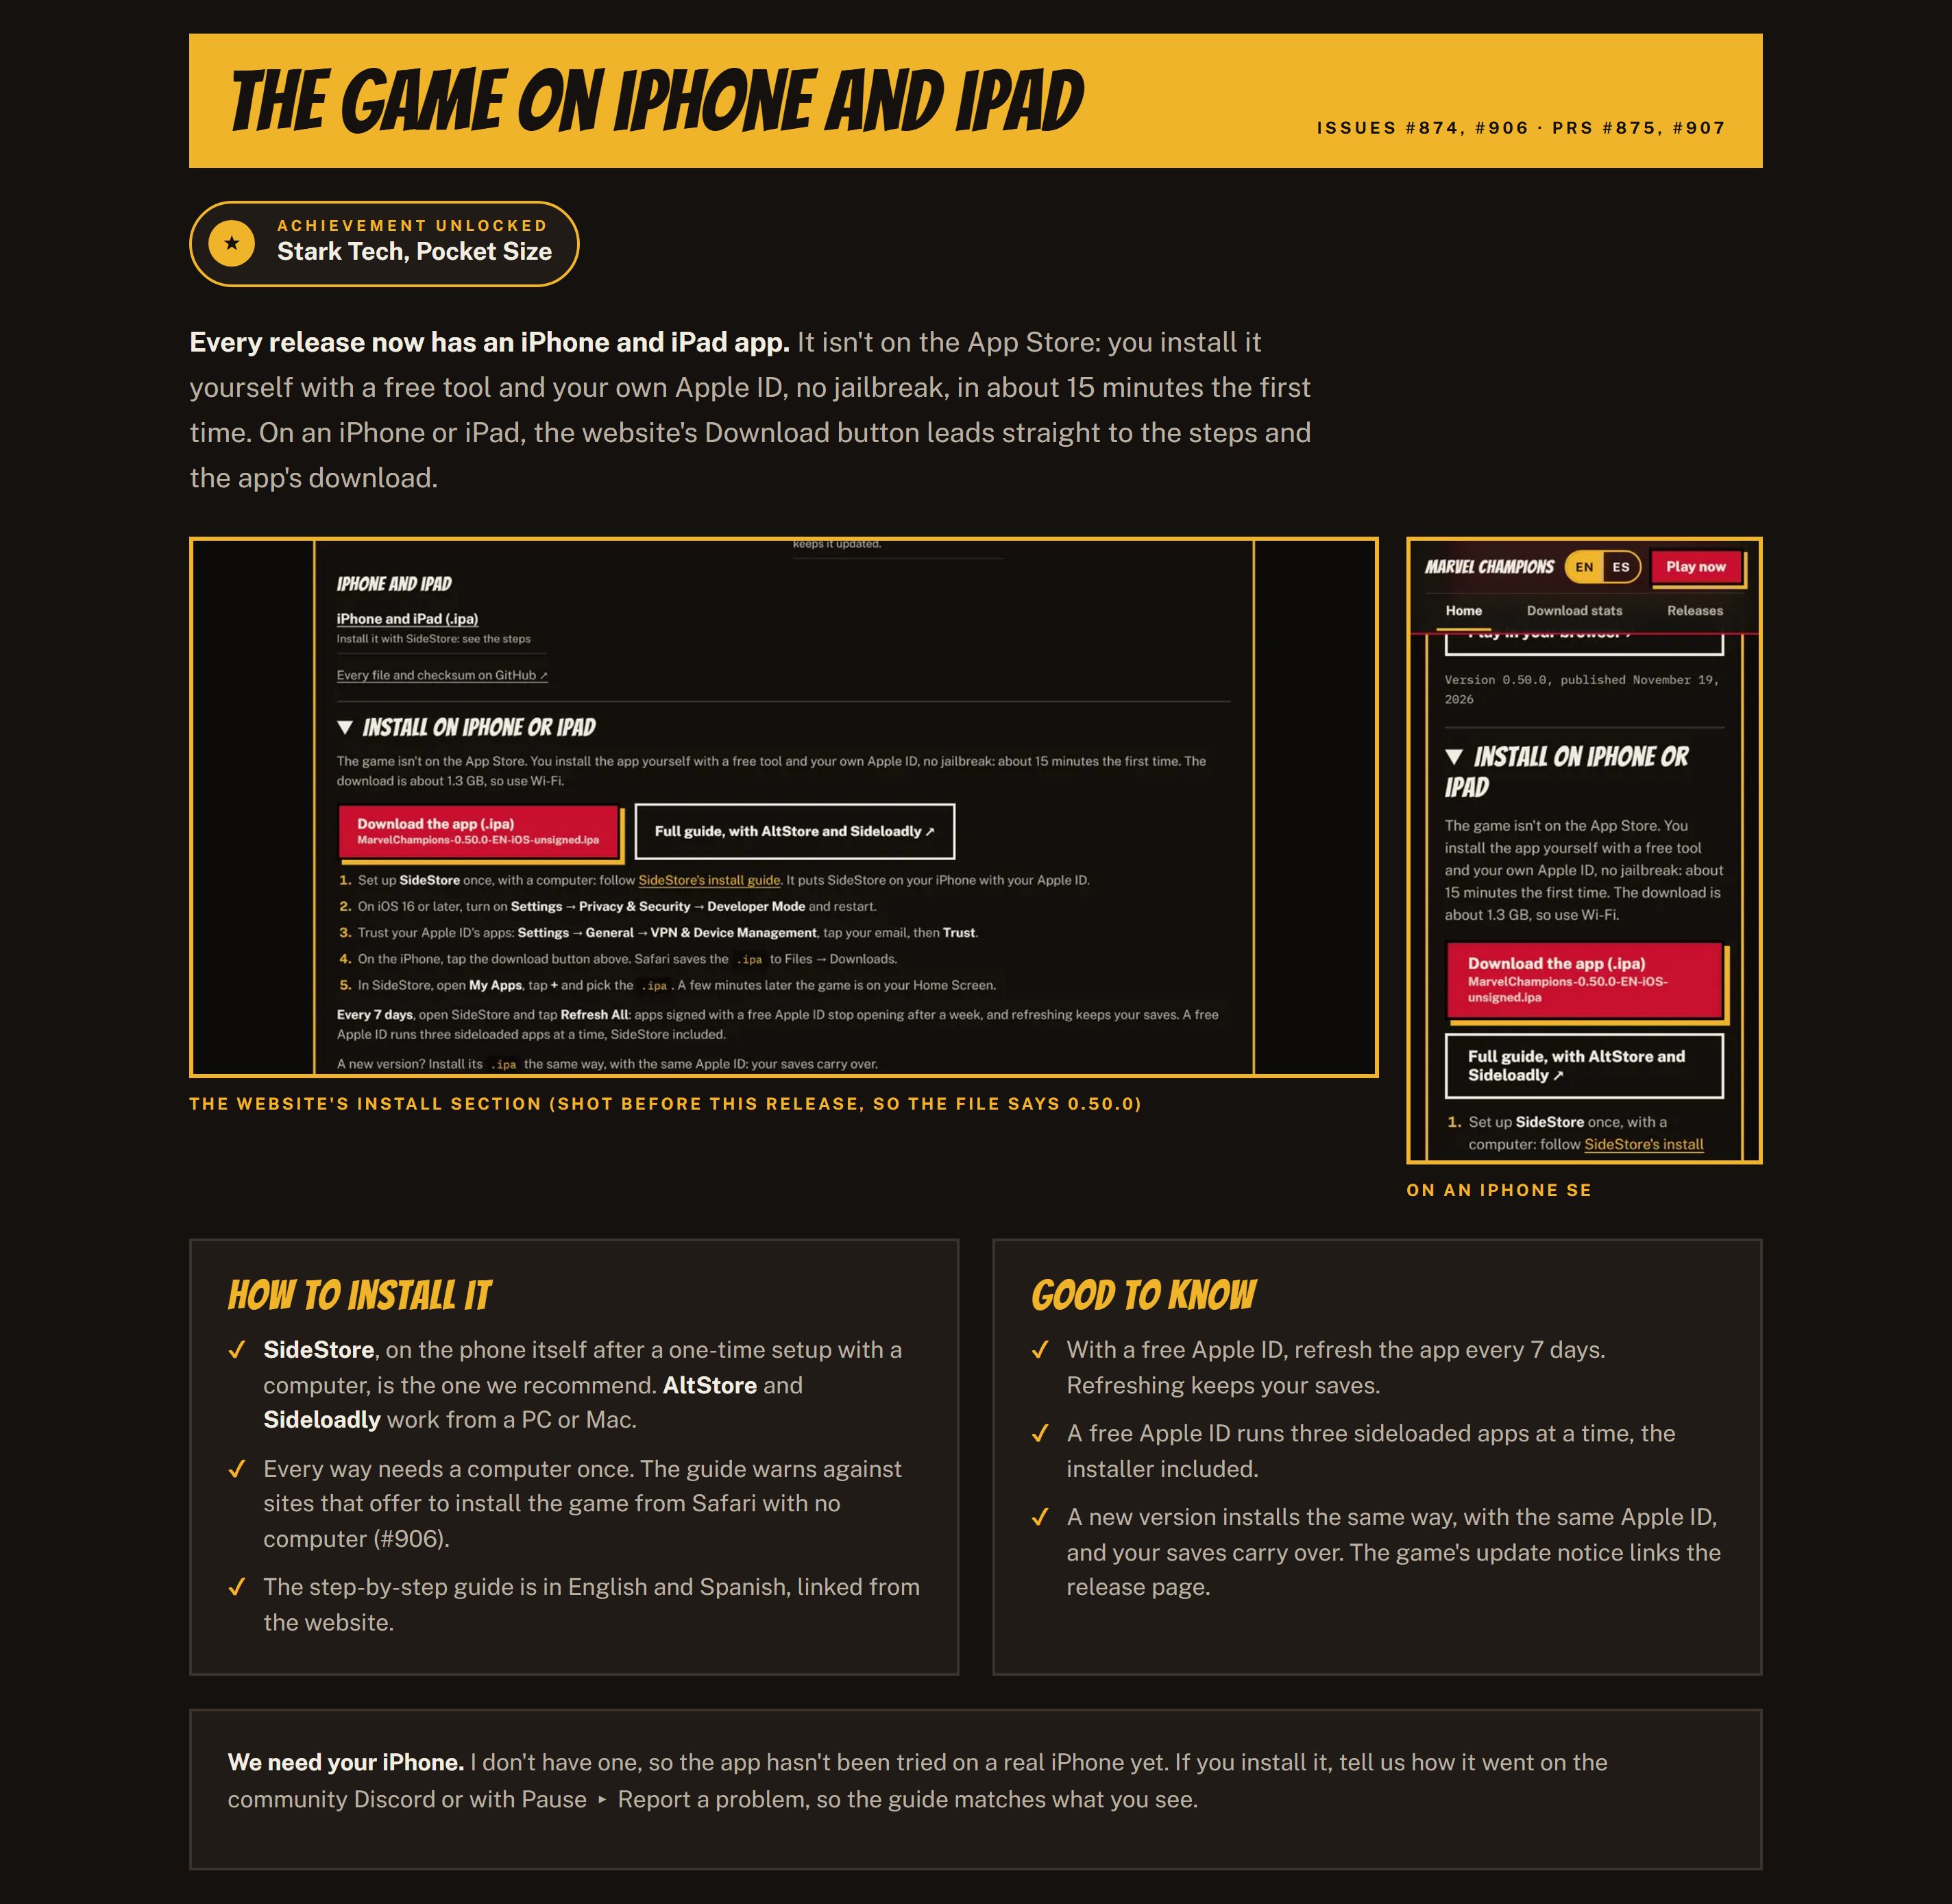 THE GAME ON IPHONE AND IPAD
ISSUES #874, #906 · PRS #875, #907
ACHIEVEMENT UNLOCKED
Stark Tech, Pocket Size
Every release now has an iPhone and iPad app. It isn't on the App Store: you install it
yourself with a free tool and your own Apple ID, no jailbreak, in about 15 minutes the first
time. On an iPhone or iPad, the website's Download button leads straight to the steps and
the app's download.
keeps it updated.
IPHONE AND IPAD
iPhone and iPad (.ipa)
Install it with SideStore: see the steps
Every file and checksum on GitHub ↗
▼ INSTALL ON IPHONE OR IPAD
The game isn't on the App Store. You install the app yourself with a free tool and your own Apple ID, no jailbreak: about 15 minutes the first time. The
download is about 1.3 GB, so use Wi-Fi.
Download the app (.ipa)
MarvelChampions-0.50.0-EN-iOS-unsigned.ipa
Full guide, with AltStore and Sideloadly ↗
1. Set up SideStore once, with a computer: follow SideStore's install guide. It puts SideStore on your iPhone with your Apple ID.
2. On iOS 16 or later, turn on Settings → Privacy & Security → Developer Mode and restart.
3. Trust your Apple ID's apps: Settings → General → VPN & Device Management, tap your email, then Trust.
4. On the iPhone, tap the download button above. Safari saves the .ipa to Files → Downloads.
5. In SideStore, open My Apps, tap + and pick the .ipa. A few minutes later the game is on your Home Screen.
Every 7 days, open SideStore and tap Refresh All: apps signed with a free Apple ID stop opening after a week, and refreshing keeps your saves. A free
Apple ID runs three sideloaded apps at a time, SideStore included.
A new version? Install its .ipa the same way, with the same Apple ID: your saves carry over.
THE WEBSITE'S INSTALL SECTION (SHOT BEFORE THIS RELEASE, SO THE FILE SAYS 0.50.0)
MARVEL CHAMPIONS
EN ES
Play now
Home Download stats Releases
Play in your browser ↗
Version 0.50.0, published November 19,
2026
▼ INSTALL ON IPHONE OR
IPAD
The game isn't on the App Store. You
install the app yourself with a free tool
and your own Apple ID, no jailbreak: about
15 minutes the first time. The download is
about 1.3 GB, so use Wi-Fi.
Download the app (.ipa)
MarvelChampions-0.50.0-EN-iOS-
unsigned.ipa
Full guide, with AltStore and
Sideloadly ↗
1. Set up SideStore once, with a
computer: follow SideStore's install
ON AN IPHONE SE
HOW TO INSTALL IT
✓ SideStore, on the phone itself after a one-time setup with a
computer, is the one we recommend. AltStore and
Sideloadly work from a PC or Mac.
✓ Every way needs a computer once. The guide warns against
sites that offer to install the game from Safari with no
computer (#906).
✓ The step-by-step guide is in English and Spanish, linked from
the website.
GOOD TO KNOW
✓ With a free Apple ID, refresh the app every 7 days.
Refreshing keeps your saves.
✓ A free Apple ID runs three sideloaded apps at a time, the
installer included.
✓ A new version installs the same way, with the same Apple ID,
and your saves carry over. The game's update notice links the
release page.
We need your iPhone. I don't have one, so the app hasn't been tried on a real iPhone yet. If you install it, tell us how it went on the
community Discord or with Pause ▸ Report a problem, so the guide matches what you see.